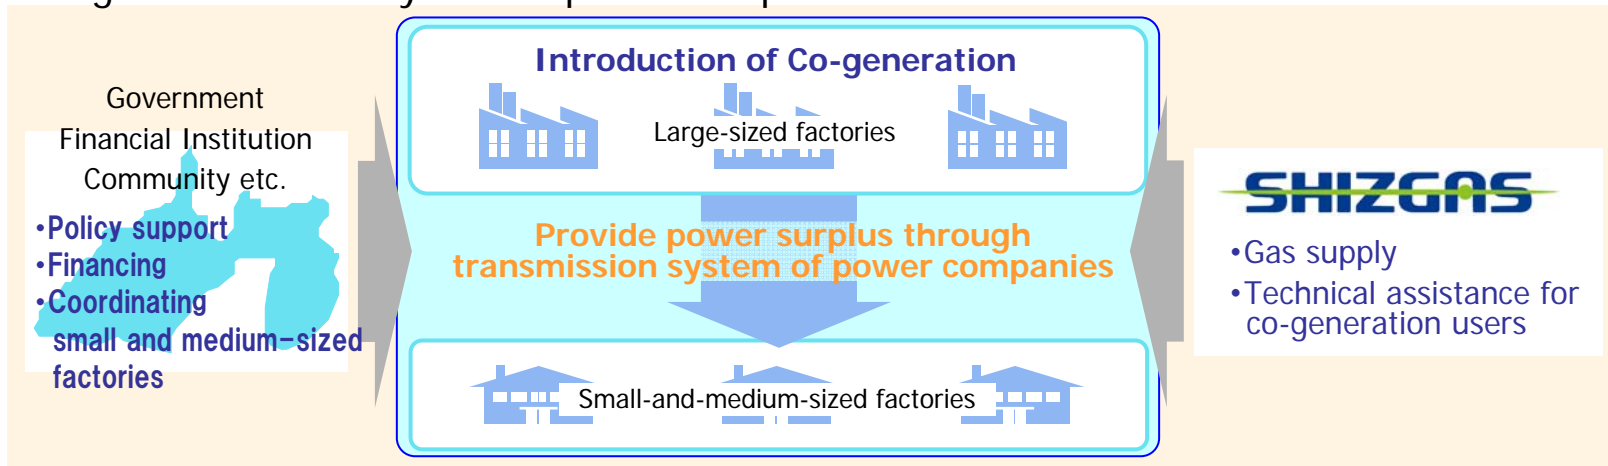 Introduction of Co-generation
Large-sized factories
Government
Financial Institution
Community etc.
•Policy support
•Financing
•Coordinating
small and medium-sized
factories
Provide power surplus through
transmission system of power companies
Small-and-medium-sized factories
SHIZGAS
•Gas supply
•Technical assistance for
co-generation users